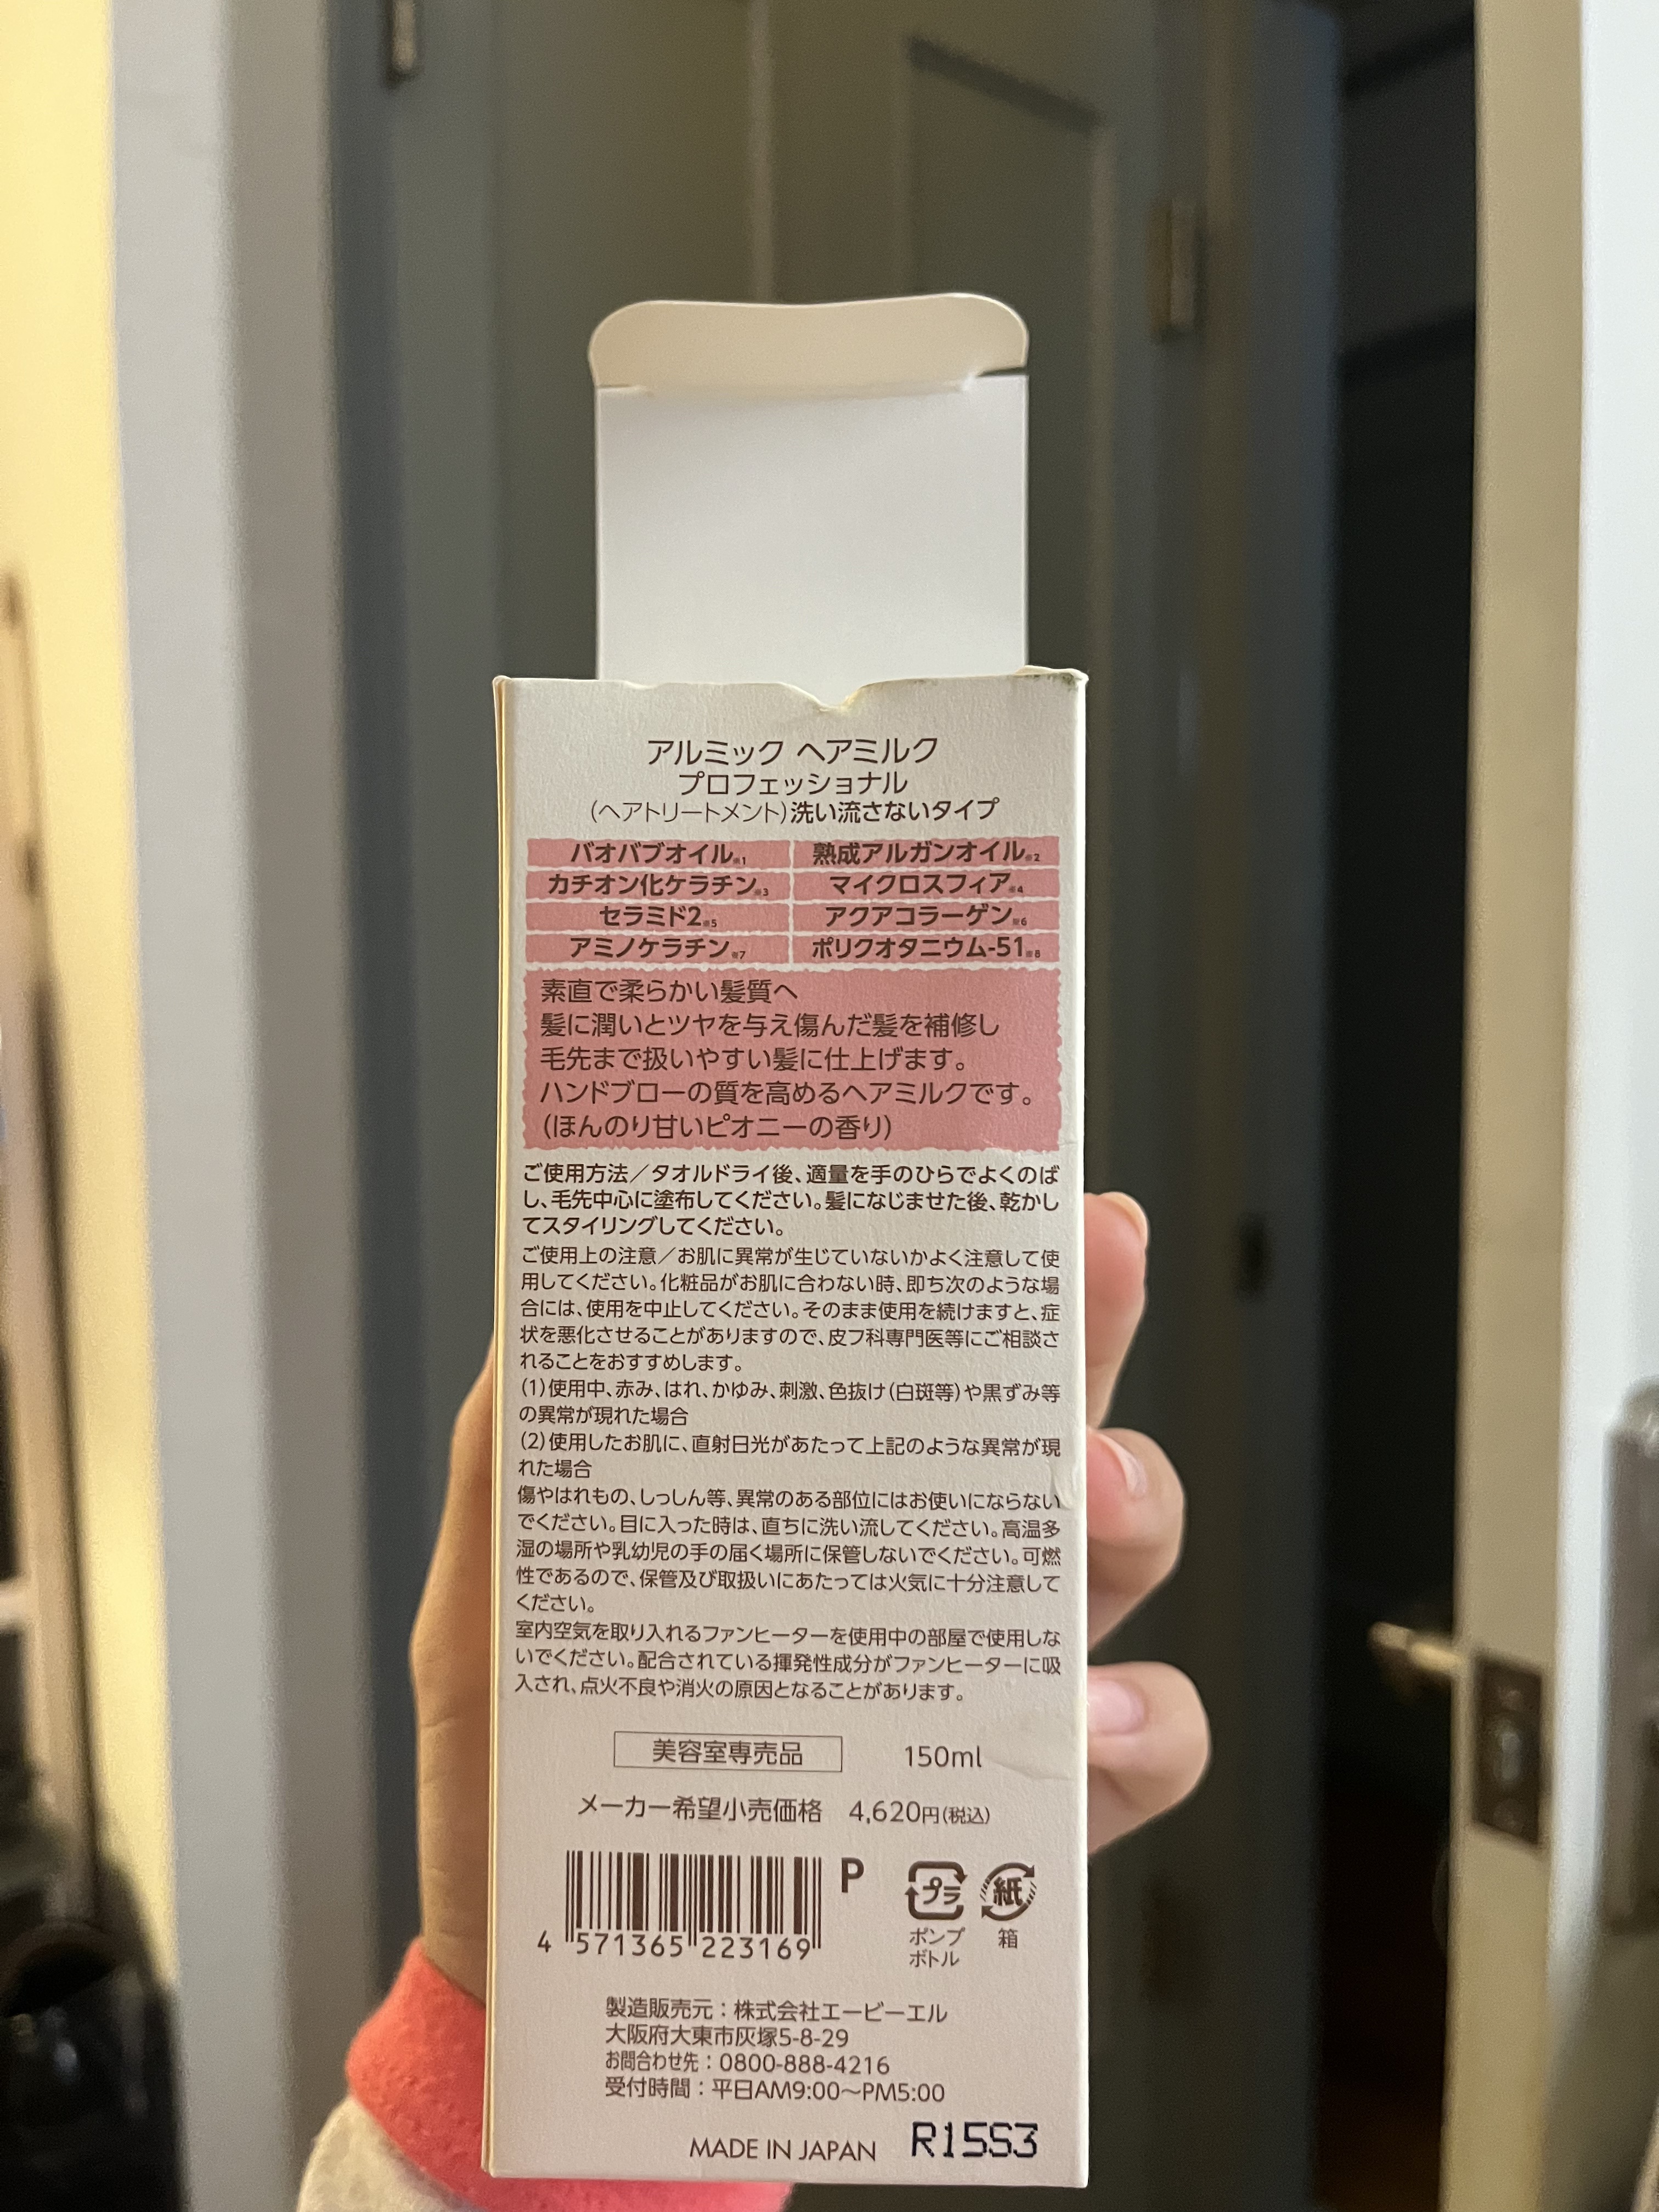 アルミック ヘアミルク
プロフェッショナル
(ヘアトリートメント)洗い流さないタイプ
バオバブオイル※1 熟成アルガンオイル※2
カチオン化ケラチン※3 マイクロスフィア※4
セラミド2※5 アクアコラーゲン※6
アミノケラチン※7 ポリクオタニウム-51※8
素直で柔らかい髪質へ
髪に潤いとツヤを与え傷んだ髪を補修し
毛先まで扱いやすい髪に仕上げます。
ハンドブローの質を高めるヘアミルクです。
(ほんのり甘いピオニーの香り)
ご使用方法/タオルドライ後、適量を手のひらでよくのば
し、毛先中心に塗布してください。髪になじませた後、乾かし
てスタイリングしてください。
ご使用上の注意/お肌に異常が生じていないかよく注意して使
用してください。化粧品がお肌に合わない時、即ち次のような場
合には、使用を中止してください。そのまま使用を続けますと、症
状を悪化させることがありますので、皮フ科専門医等にご相談さ
れることをおすすめします。
(1)使用中、赤み、はれ、かゆみ、刺激、色抜け(白斑等)や黒ずみ等
の異常が現れた場合
(2)使用したお肌に、直射日光があたって上記のような異常が現
れた場合
傷やはれもの、しっしん等、異常のある部位にはお使いにならない
でください。目に入った時は、直ちに洗い流してください。高温多
湿の場所や乳幼児の手の届く場所に保管しないでください。可燃
性であるので、保管及び取扱いにあたっては火気に十分注意して
ください。
室内空気を取り入れるファンヒーターを使用中の部屋で使用しな
いでください。配合されている揮発性成分がファンヒーターに吸
入され、点火不良や消火の原因となることがあります。
美容室専売品 150ml
メーカー希望小売価格 4,620円(税込)
P プラ 紙
ポンプ 箱
ボトル
4 571365 223169
製造販売元：株式会社エービーエル
大阪府大東市灰塚5-8-29
お問合わせ先：0800-888-4216
受付時間：平日AM9:00〜PM5:00
MADE IN JAPAN R15S3